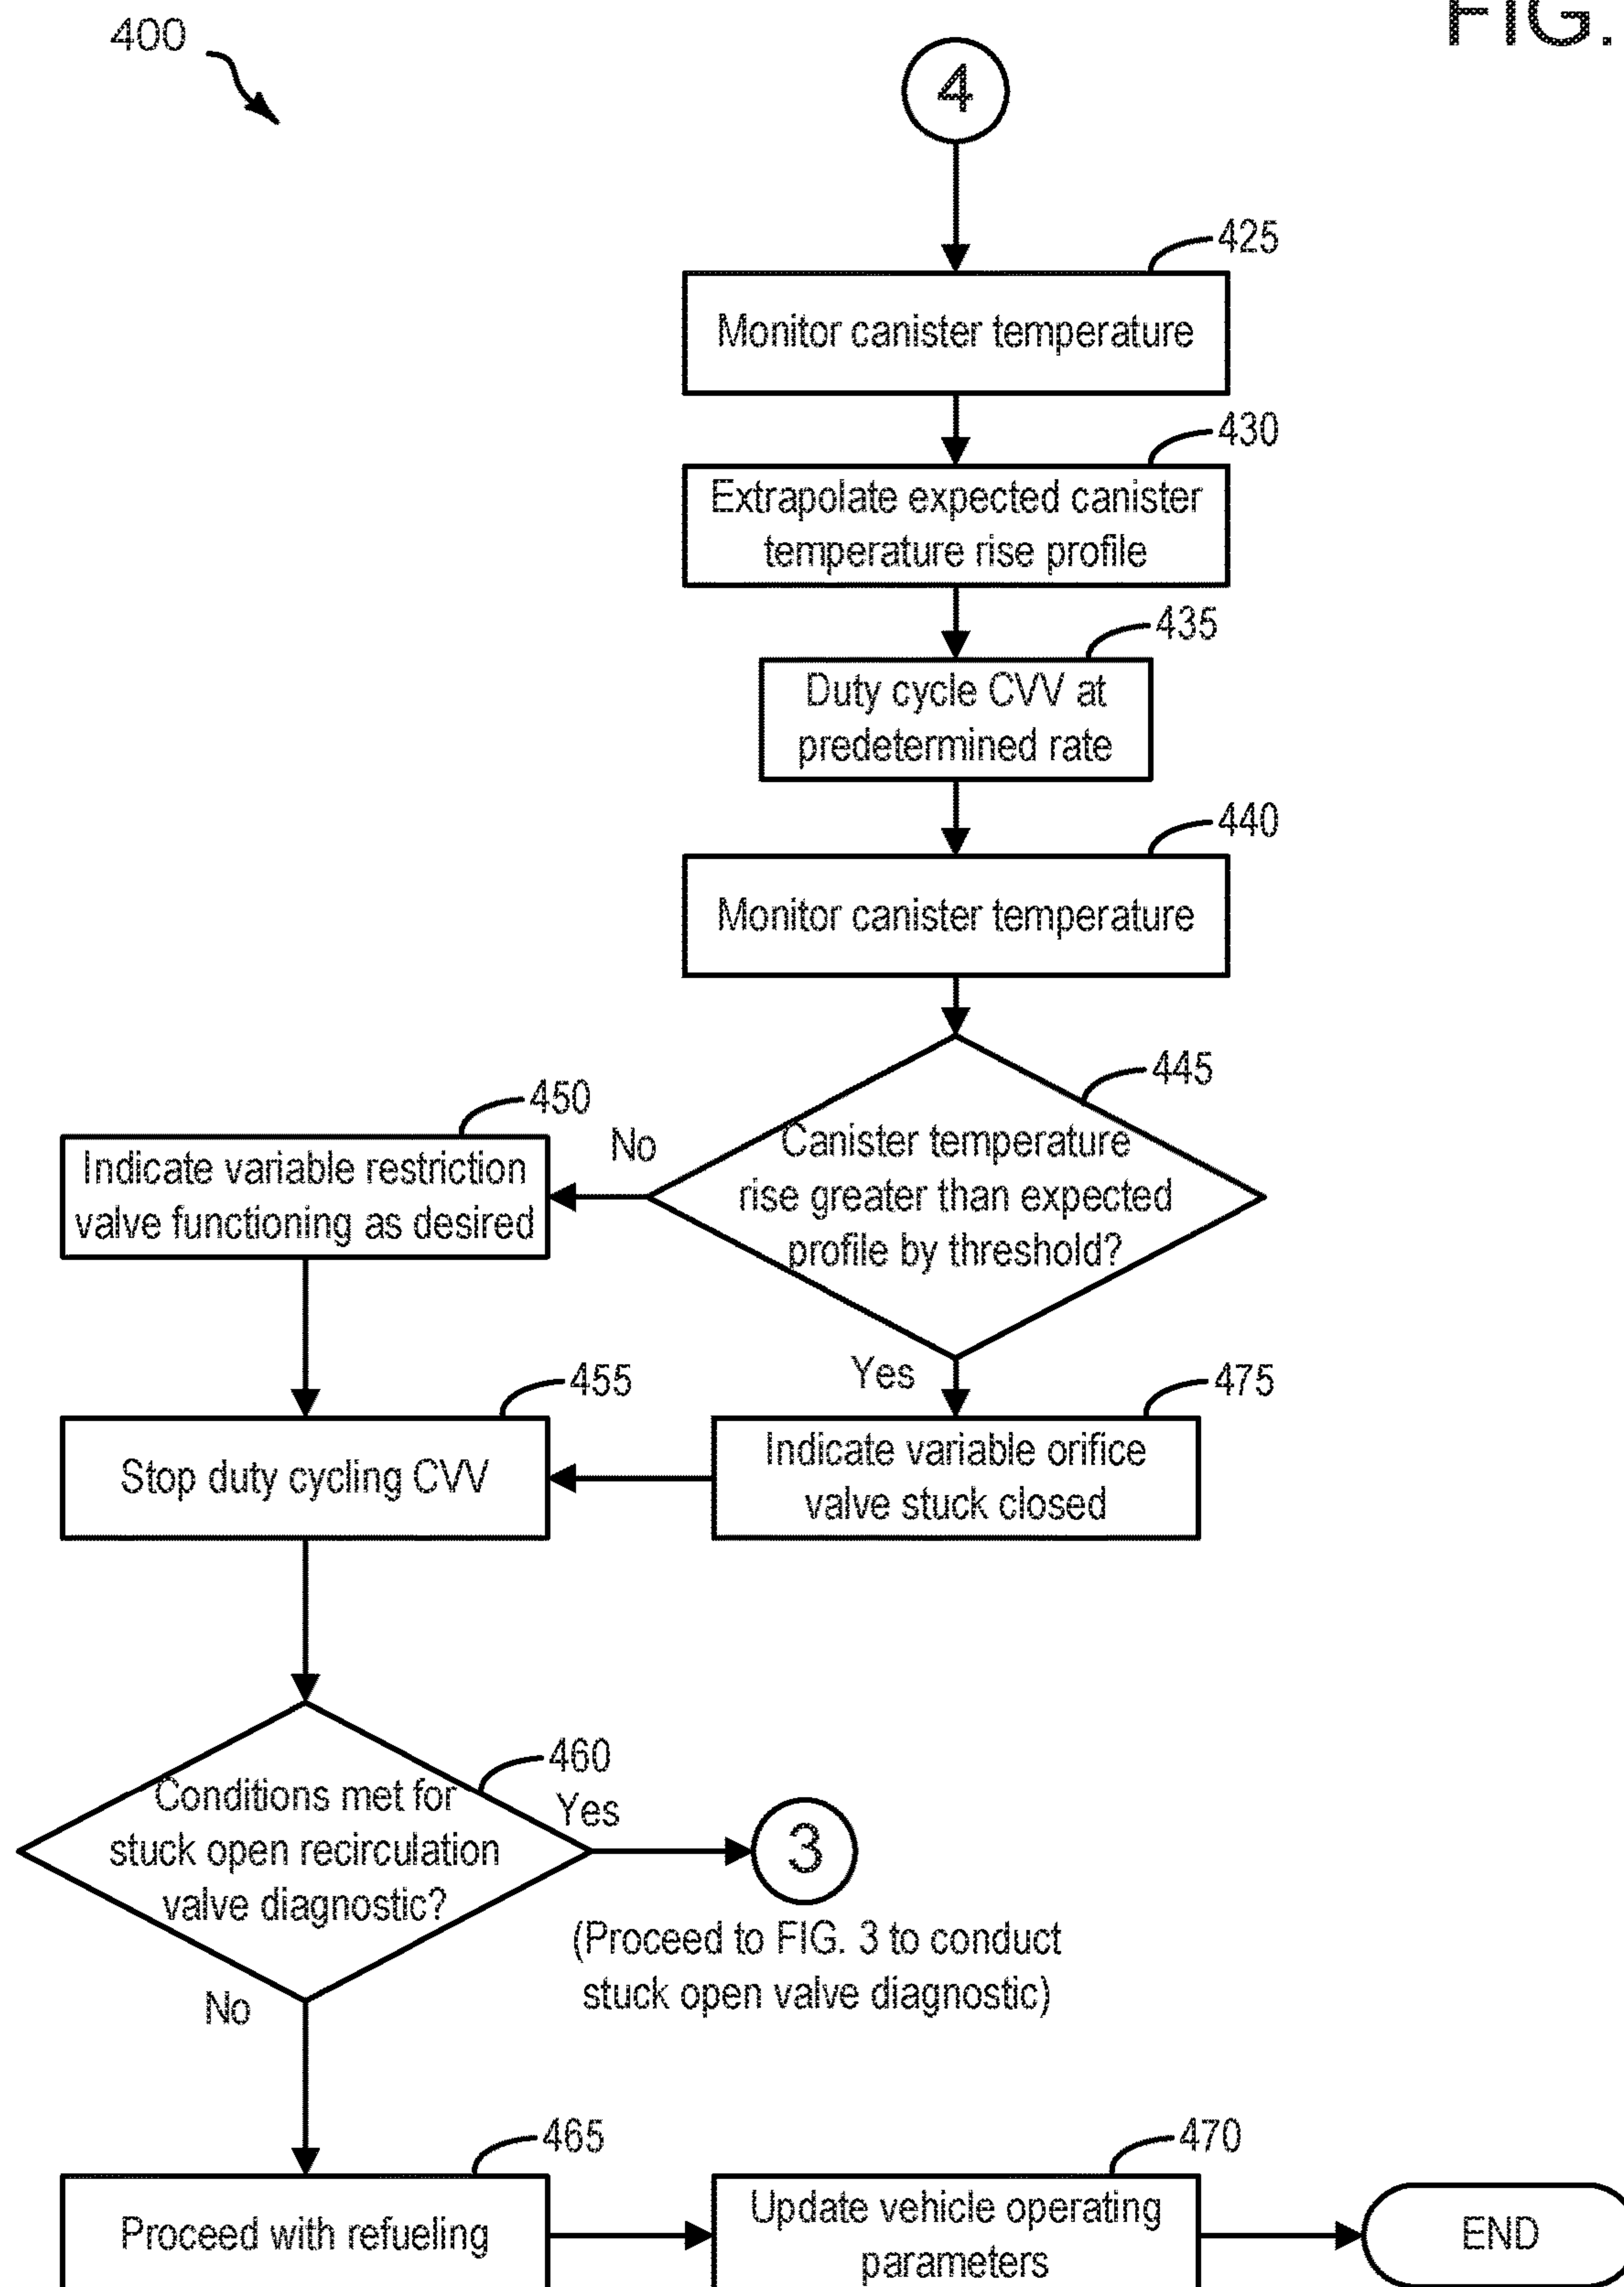 FIG.
400
4
425
Monitor canister temperature
430
Extrapolate expected canister
temperature rise profile
435
Duty cycle CVV at
predetermined rate
440
Monitor canister temperature
445
Canister temperature
rise greater than expected
profile by threshold?
No
450
Indicate variable restriction
valve functioning as desired
Yes
475
Indicate variable orifice
valve stuck closed
455
Stop duty cycling CVV
460
Conditions met for
stuck open recirculation
valve diagnostic?
Yes
3
(Proceed to FIG. 3 to conduct
stuck open valve diagnostic)
No
465
Proceed with refueling
470
Update vehicle operating
parameters
END